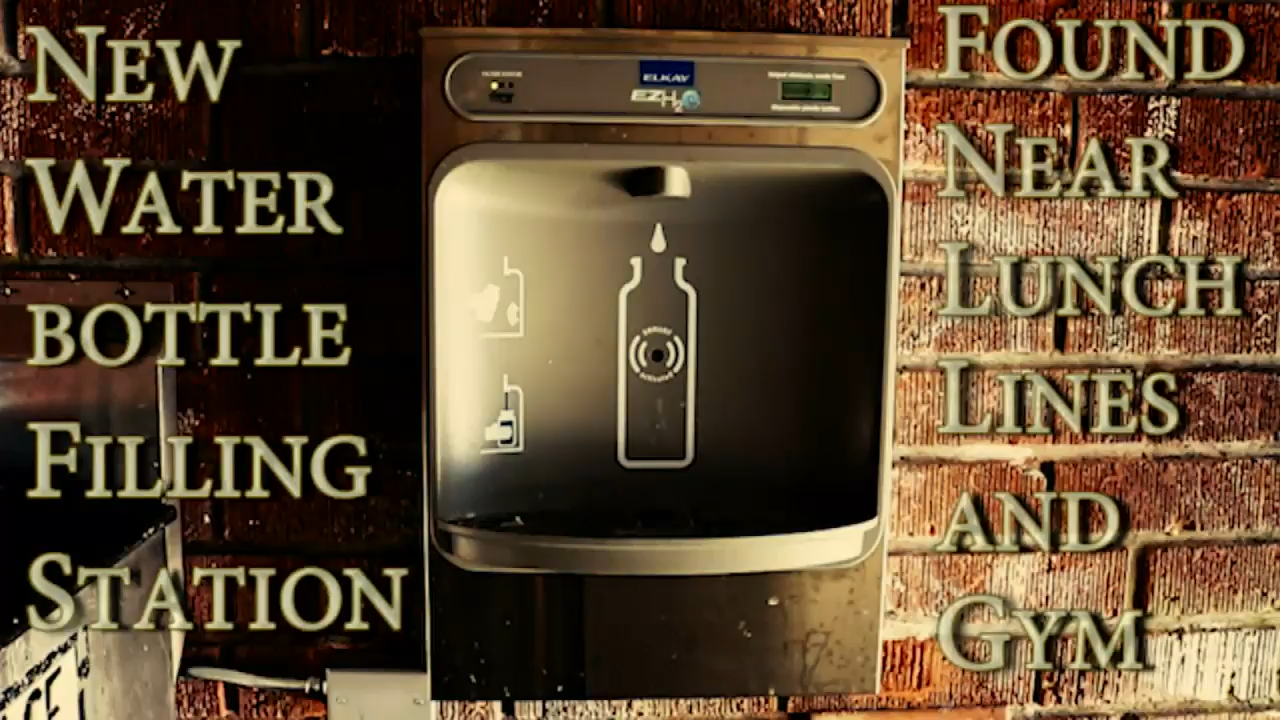 New
Water
bottle
Filling
Station
ELKAY
EZH2O
Found
Near
Lunch
Lines
and
Gym